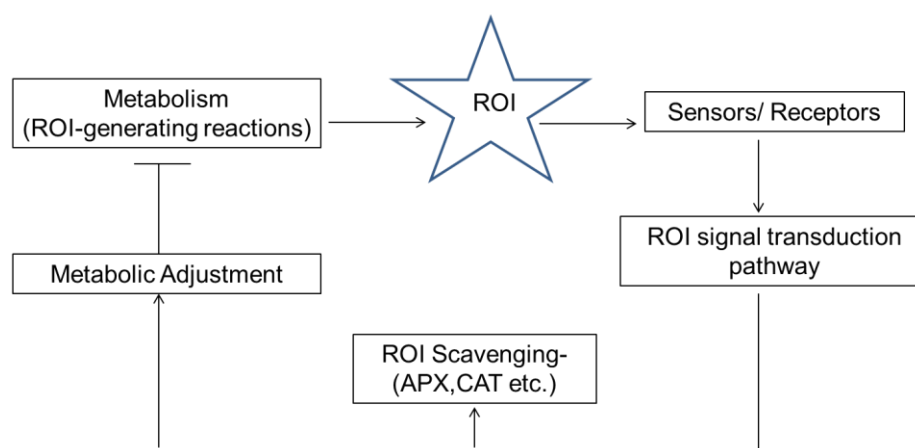 Metabolism
(ROI-generating reactions)
ROI
Sensors/ Receptors
ROI signal transduction
pathway
Metabolic Adjustment
ROI Scavenging-
(APX,CAT etc.)